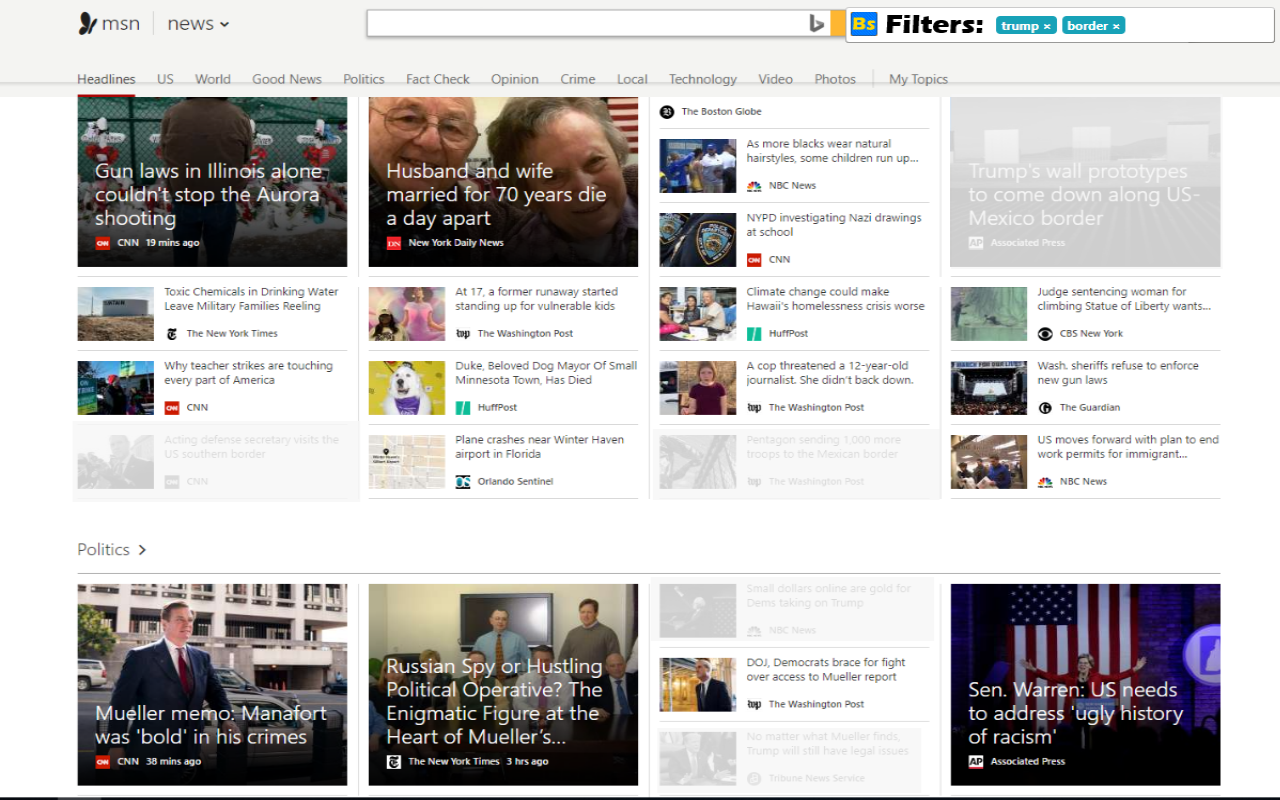 msn
news
Bs Filters: trump × border ×
Headlines US World Good News Politics Fact Check Opinion Crime Local Technology Video Photos My Topics
Gun laws in Illinois alone
couldn't stop the Aurora
shooting
CNN 19 mins ago
Toxic Chemicals in Drinking Water
Leave Military Families Reeling
The New York Times
Why teacher strikes are touching
every part of America
CNN
Acting defense secretary visits the
US southern border
CNN
Husband and wife
married for 70 years die
a day apart
DN New York Daily News
At 17, a former runaway started
standing up for vulnerable kids
wp The Washington Post
Duke, Beloved Dog Mayor Of Small
Minnesota Town, Has Died
HuffPost
Plane crashes near Winter Haven
airport in Florida
OS Orlando Sentinel
B The Boston Globe
As more blacks wear natural
hairstyles, some children run up...
NBC News
NYPD investigating Nazi drawings
at school
CNN
Climate change could make
Hawaii's homelessness crisis worse
HuffPost
A cop threatened a 12-year-old
journalist. She didn't back down.
wp The Washington Post
Pentagon sending 1,000 more
troops to the Mexican border
wp The Washington Post
Trump's wall prototypes
to come down along US-
Mexico border
AP Associated Press
Judge sentencing woman for
climbing Statue of Liberty wants...
CBS New York
Wash. sheriffs refuse to enforce
new gun laws
The Guardian
US moves forward with plan to end
work permits for immigrant...
NBC News
Politics
Mueller memo: Manafort
was 'bold' in his crimes
CNN 38 mins ago
Russian Spy or Hustling
Political Operative? The
Enigmatic Figure at the
Heart of Mueller's...
The New York Times 3 hrs ago
Small dollars online are gold for
Dems taking on Trump
NBC News
DOJ, Democrats brace for fight
over access to Mueller report
wp The Washington Post
No matter what Mueller finds,
Trump will still have legal issues
Tribune News Service
Sen. Warren: US needs
to address 'ugly history
of racism'
AP Associated Press